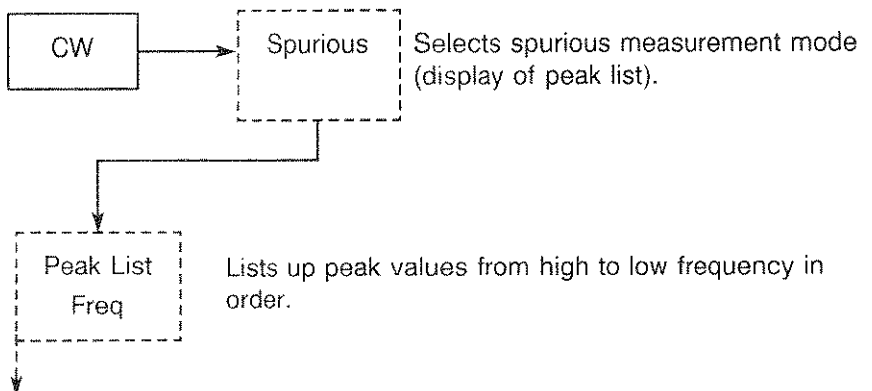 CW
Spurious
Selects spurious measurement mode
(display of peak list).
Peak List
Freq
Lists up peak values from high to low frequency in
order.